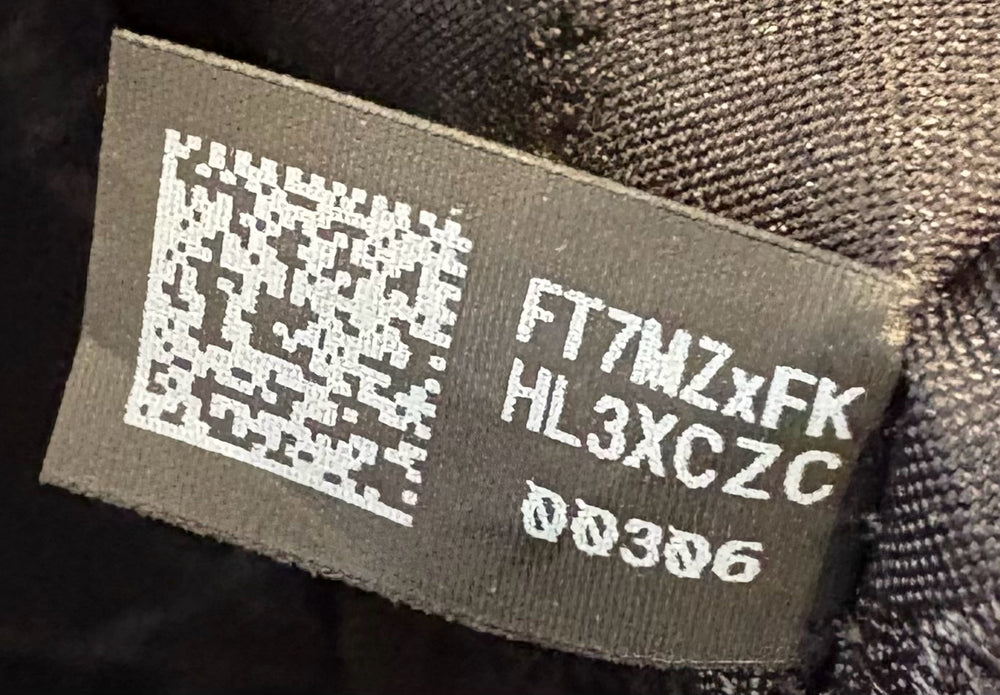 FT7MZxFK
HL3XCZC
00306